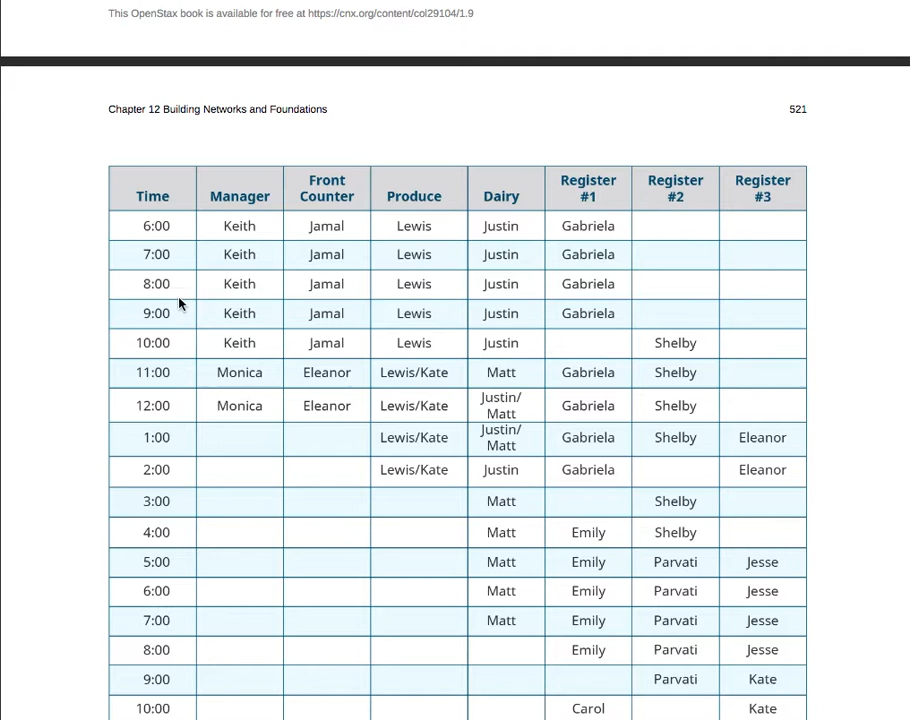 This OpenStax book is available for free at https://cnx.org/content/col29104/1.9
Chapter 12 Building Networks and Foundations 521
Time Manager Front Counter Produce Dairy Register #1 Register #2 Register #3
6:00 Keith Jamal Lewis Justin Gabriela
7:00 Keith Jamal Lewis Justin Gabriela
8:00 Keith Jamal Lewis Justin Gabriela
9:00 Keith Jamal Lewis Justin Gabriela
10:00 Keith Jamal Lewis Justin Shelby
11:00 Monica Eleanor Lewis/Kate Matt Gabriela Shelby
12:00 Monica Eleanor Lewis/Kate Justin/ Matt Gabriela Shelby
1:00 Lewis/Kate Justin/ Matt Gabriela Shelby Eleanor
2:00 Lewis/Kate Justin Gabriela Eleanor
3:00 Matt Shelby
4:00 Matt Emily Shelby
5:00 Matt Emily Parvati Jesse
6:00 Matt Emily Parvati Jesse
7:00 Matt Emily Parvati Jesse
8:00 Emily Parvati Jesse
9:00 Parvati Kate
10:00 Carol Kate